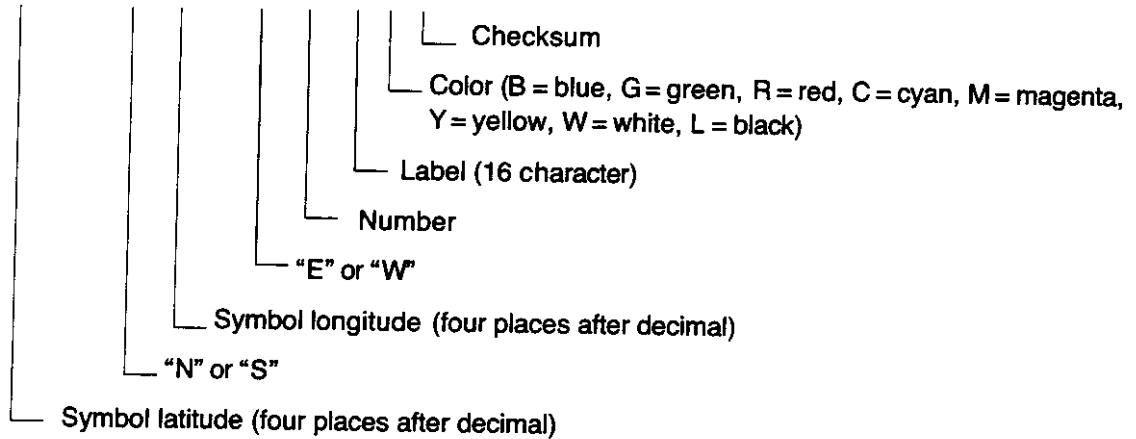 Checksum
Color (B = blue, G = green, R = red, C = cyan, M = magenta,
Y = yellow, W = white, L = black)
Label (16 character)
Number
“E” or “W”
Symbol longitude (four places after decimal)
“N” or “S”
Symbol latitude (four places after decimal)